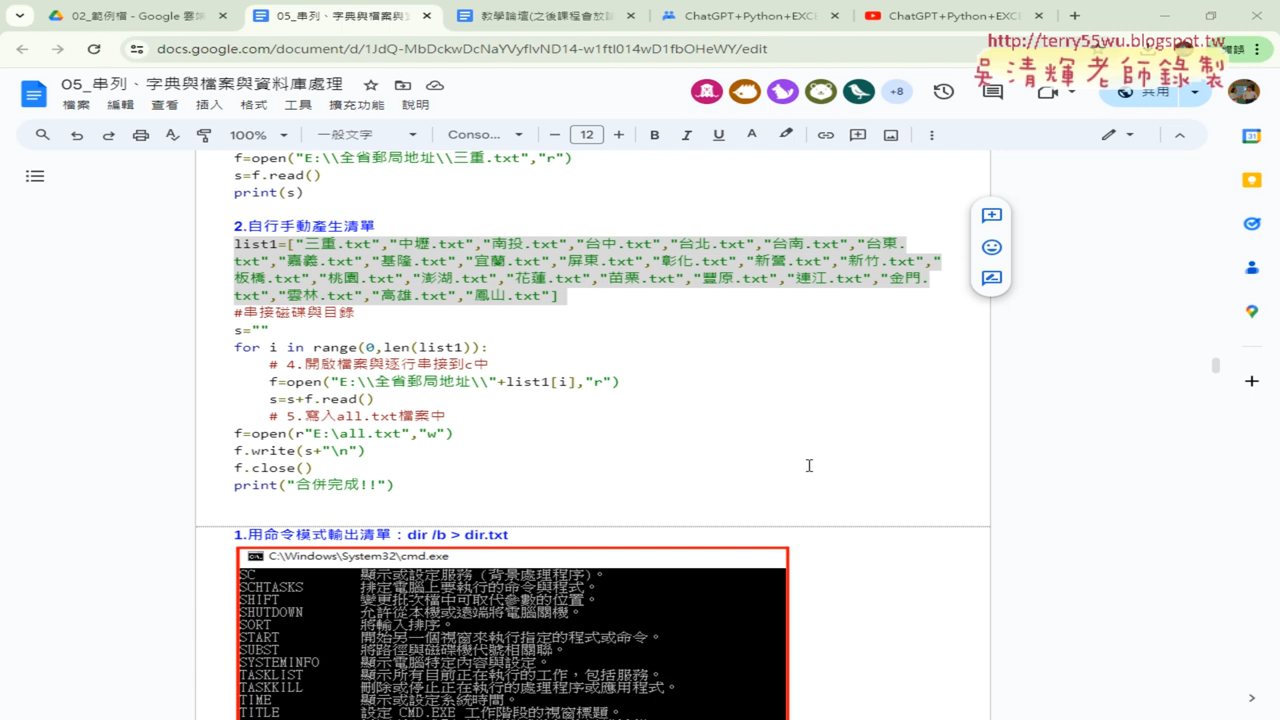 02_範例檔 - Google 雲端
05_串列、字典與檔案與
教學論壇(之後課程會放
ChatGPT+Python+EXC
ChatGPT+Python+EXC
docs.google.com/document/d/1JdQ-MbDckwDcNaYVyfIvND14-w1ftI014wD1fbOHeWY/edit
http://terry55wu.blogspot.tw
吳清輝老師錄製
05_串列、字典與檔案與資料庫處理
檔案 編輯 查看 插入 格式 工具 擴充功能 說明
+8
共用
100% 一般文字 Conso... 12 B I U A
f=open("E:\\全省郵局地址\\三重.txt","r")
s=f.read()
print(s)
2.自行手動產生清單
list1=["三重.txt","中壢.txt","南投.txt","台中.txt","台北.txt","台南.txt","台東.
txt","嘉義.txt","基隆.txt","宜蘭.txt","屏東.txt","彰化.txt","新營.txt","新竹.txt","
板橋.txt","桃園.txt","澎湖.txt","花蓮.txt","苗栗.txt","豐原.txt","連江.txt","金門.
txt","雲林.txt","高雄.txt","鳳山.txt"]
#串接磁碟與目錄
s=""
for i in range(0,len(list1)):
# 4.開啟檔案與逐行串接到c中
f=open("E:\\全省郵局地址\\"+list1[i],"r")
s=s+f.read()
# 5.寫入all.txt檔案中
f=open(r"E:\all.txt","w")
f.write(s+"\n")
f.close()
print("合併完成!!")
1.用命令模式輸出清單：dir /b > dir.txt
C:\Windows\System32\cmd.exe
SC 顯示或設定服務 (背景處理程序)。
SCHTASKS 排定電腦上要執行的命令與程式。
SHIFT 變更批次檔中可取代參數的位置。
SHUTDOWN 允許從本機或遠端將電腦關機。
SORT 將輸入排序。
START 開始另一個視窗來執行指定的程式或命令。
SUBST 將路徑與磁碟機代號相關聯。
SYSTEMINFO 顯示電腦特定內容與設定。
TASKLIST 顯示所有目前正在執行的工作，包括服務。
TASKKILL 刪除或停止正在執行的處理程序或應用程式。
TIME 顯示或設定系統時間。
TITLE 設定 CMD.EXE 工作階段的視窗標題。